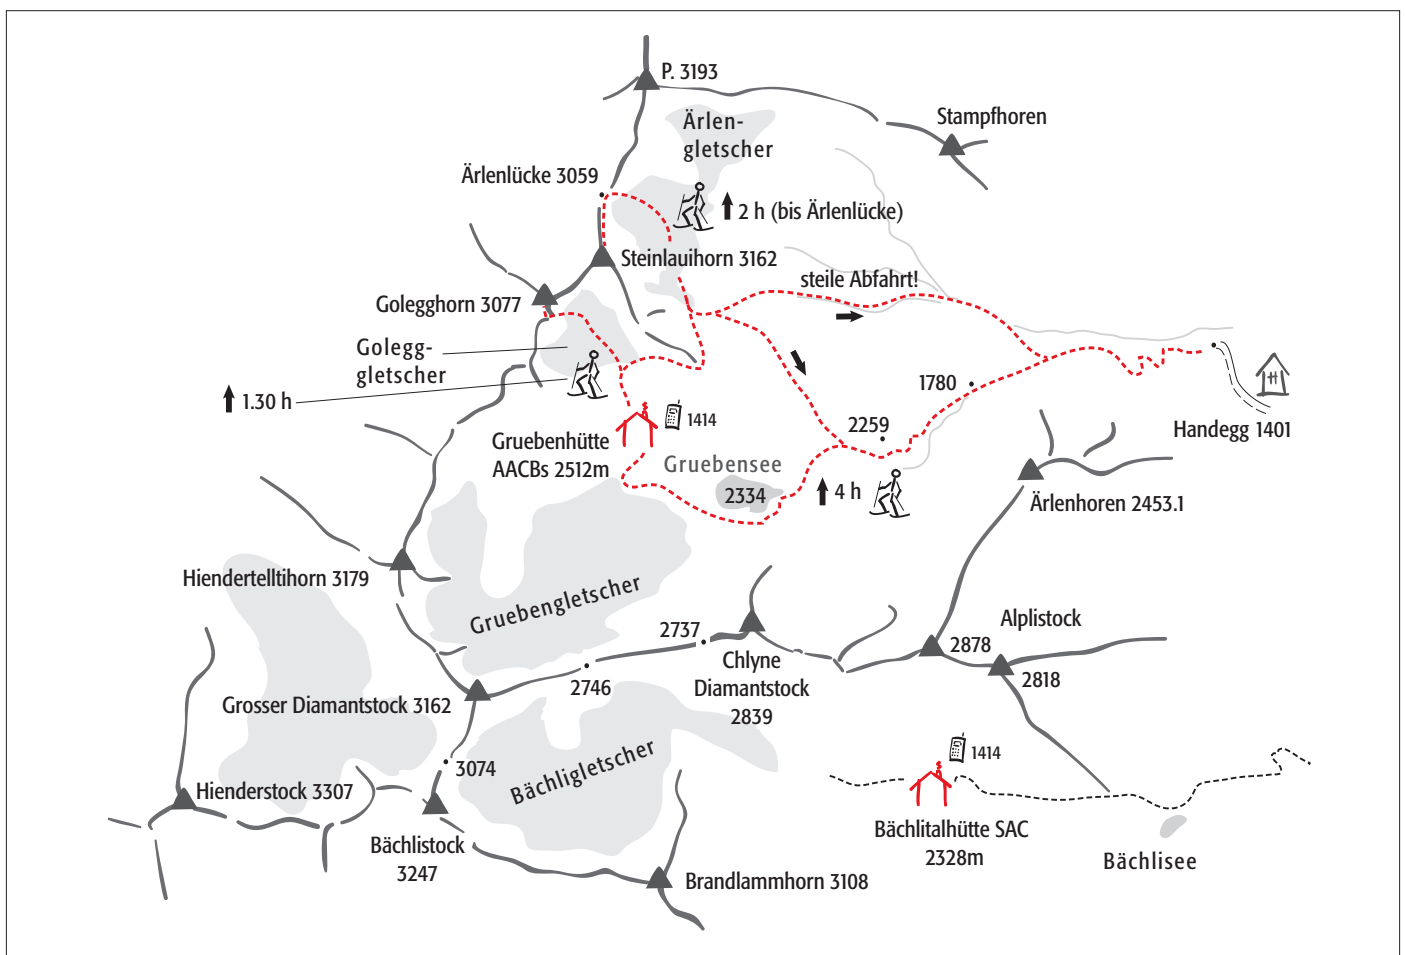 P. 3193
Stampfhoren
Ärlen-
gletscher
Ärlenlücke 3059
2 h (bis Ärlenlücke)
Steinlauihorn 3162
steile Abfahrt!
Golegghorn 3077
Golegg-
gletscher
1.30 h
1780
Handegg 1401
2259
1414
Gruebenhütte
AACBs 2512m
Gruebensee
2334
4 h
Ärlenhoren 2453.1
Hiendertelltihorn 3179
Gruebengletscher
2737
Alplistock
2878
2818
Chlyne
Diamantstock
2839
2746
Grosser Diamantstock 3162
Bächligletscher
3074
1414
Hienderstock 3307
Bächlistock
3247
Bächlitalhütte SAC
2328m
Bächlisee
Brandlammhorn 3108